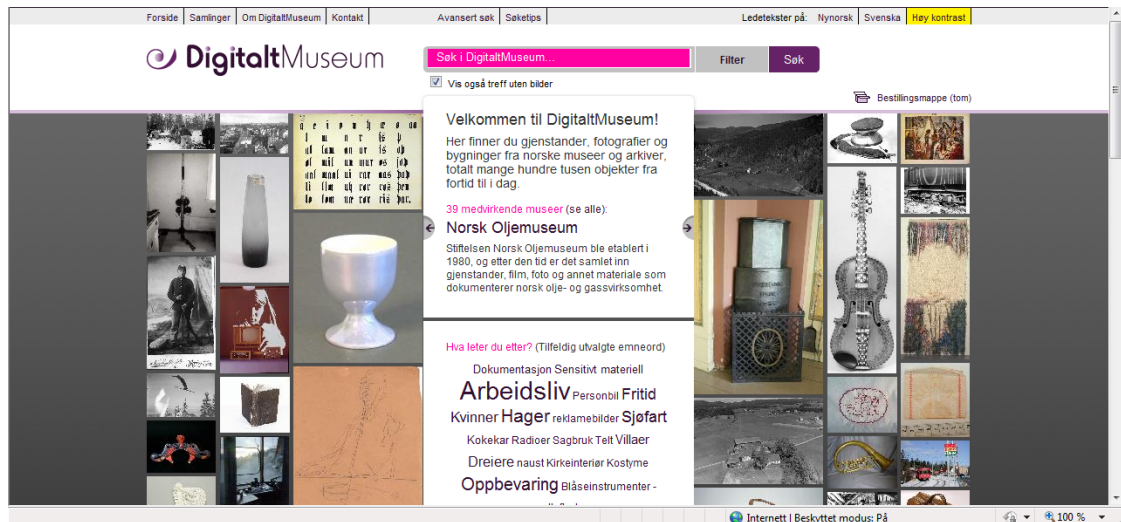 Forside Samlinger Om DigitaltMuseum Kontakt Avansert søk Søketips Ledetekster på: Nynorsk Svenska Høy kontrast
DigitaltMuseum
Søk i DigitaltMuseum...
Filter
Søk
Vis også treff uten bilder
Bestillingsmappe (tom)
Velkommen til DigitaltMuseum!
Her finner du gjenstander, fotografier og
bygninger fra norske museer og arkiver,
totalt mange hundre tusen objekter fra
fortid til i dag.
39 medvirkende museer (se alle):
Norsk Oljemuseum
Stiftelsen Norsk Oljemuseum ble etablert i
1980, og etter den tid er det samlet inn
gjenstander, film, foto og annet materiale som
dokumenterer norsk olje- og gassvirksomhet.
Hva leter du etter? (Tilfeldig utvalgte emneord)
Dokumentasjon Sensitivt materiell
Arbeidsliv Personbil Fritid
Kvinner Hager reklamebilder Sjøfart
Kokekar Radioer Sagbruk Telt Villaer
Dreiere naust Kirkeinteriør Kostyme
Oppbevaring Blåseinstrumenter -
Internett | Beskyttet modus: På
100 %